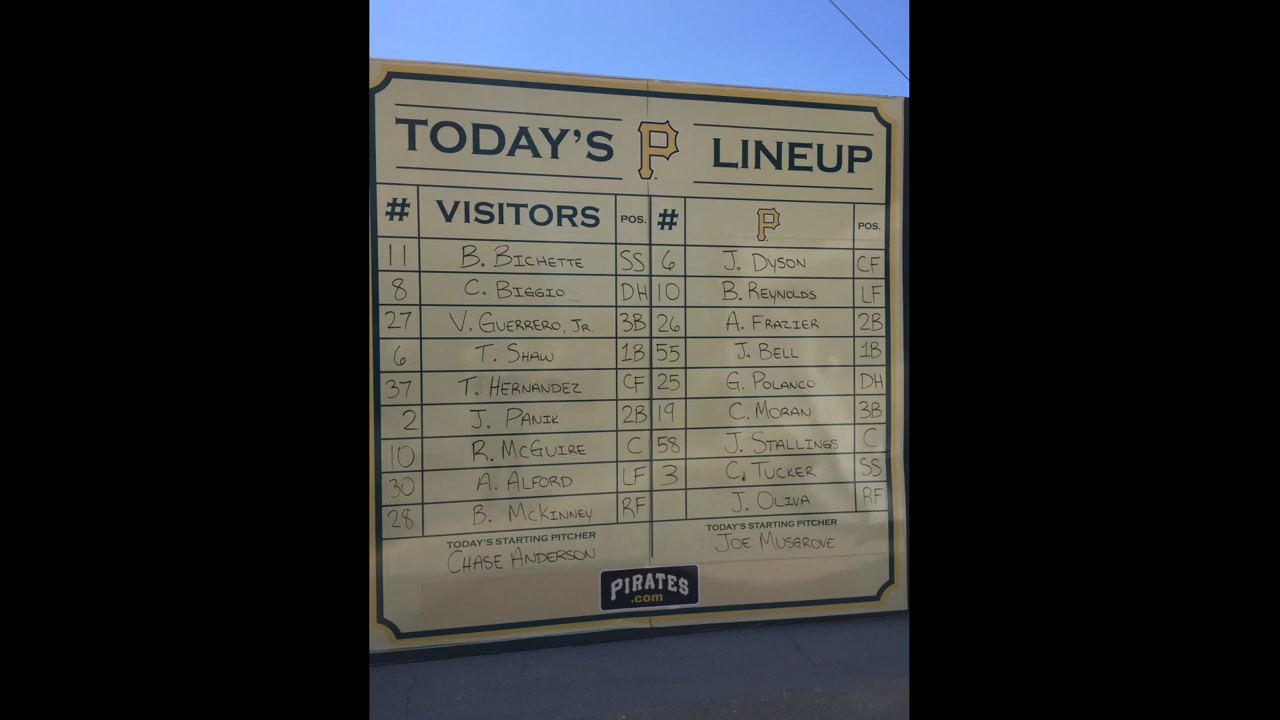 TODAY'S P LINEUP
# VISITORS POS. # P POS.
11 B. BICHETTE SS 6 J. DYSON CF
8 C. BIGGIO DH 10 B. REYNOLDS LF
27 V. GUERRERO, JR. 3B 26 A. FRAZIER 2B
6 T. SHAW 1B 55 J. BELL 1B
37 T. HERNANDEZ CF 25 G. POLANCO DH
2 J. PANIK 2B 19 C. MORAN 3B
10 R. MCGUIRE C 58 J. STALLINGS C
30 A. ALFORD LF 3 C. TUCKER SS
28 B. MCKINNEY RF J. OLIVA RF
TODAY'S STARTING PITCHER TODAY'S STARTING PITCHER
CHASE ANDERSON JOE MUSGROVE
PIRATES
.com